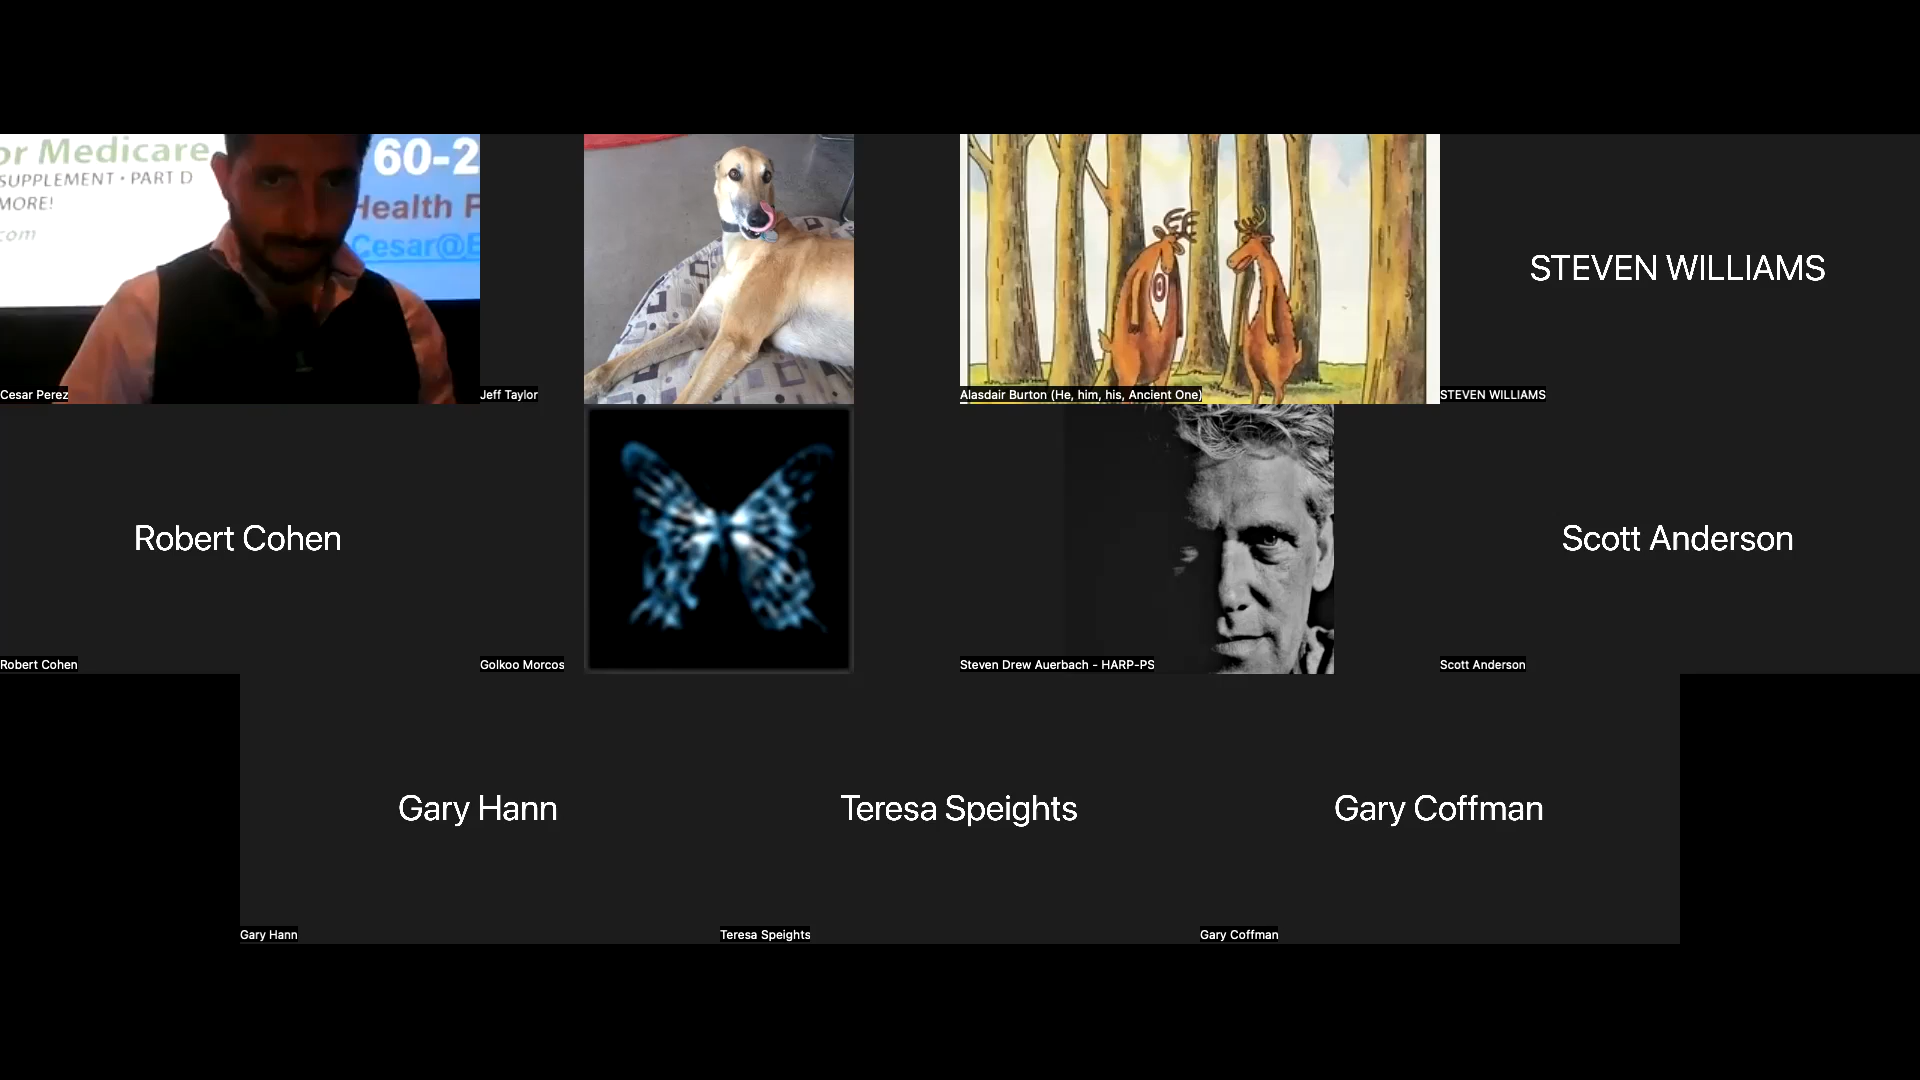 or Medicare
SUPPLEMENT • PART D
MORE!
com
60-2
Health P
Cesar@E
Cesar Perez
Jeff Taylor
Alasdair Burton (He, him, his, Ancient One)
STEVEN WILLIAMS
STEVEN WILLIAMS
Robert Cohen
Robert Cohen
Golkoo Morcos
Steven Drew Auerbach - HARP-PS
Scott Anderson
Scott Anderson
Gary Hann
Gary Hann
Teresa Speights
Teresa Speights
Gary Coffman
Gary Coffman